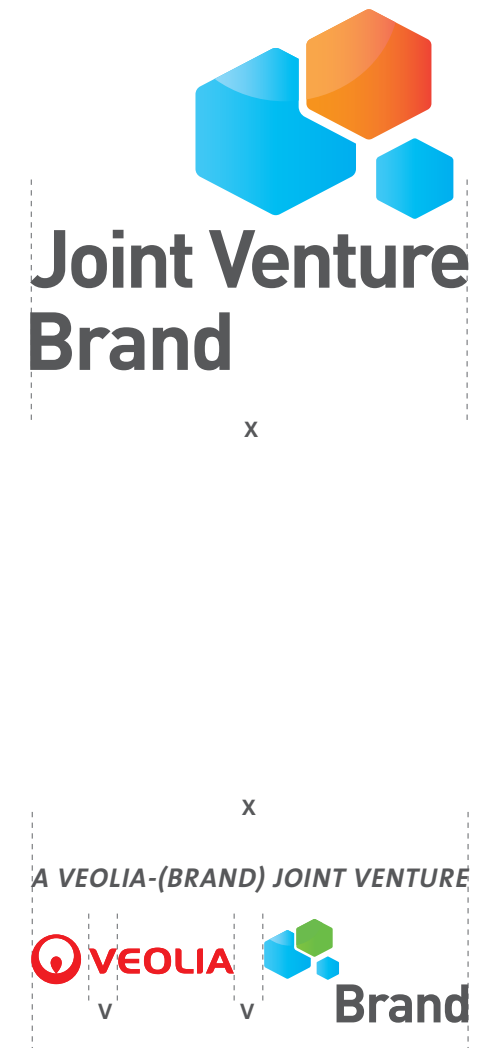 Joint Venture
Brand
X
X
A VEOLIA-(BRAND) JOINT VENTURE
VEOLIA
Brand
V V